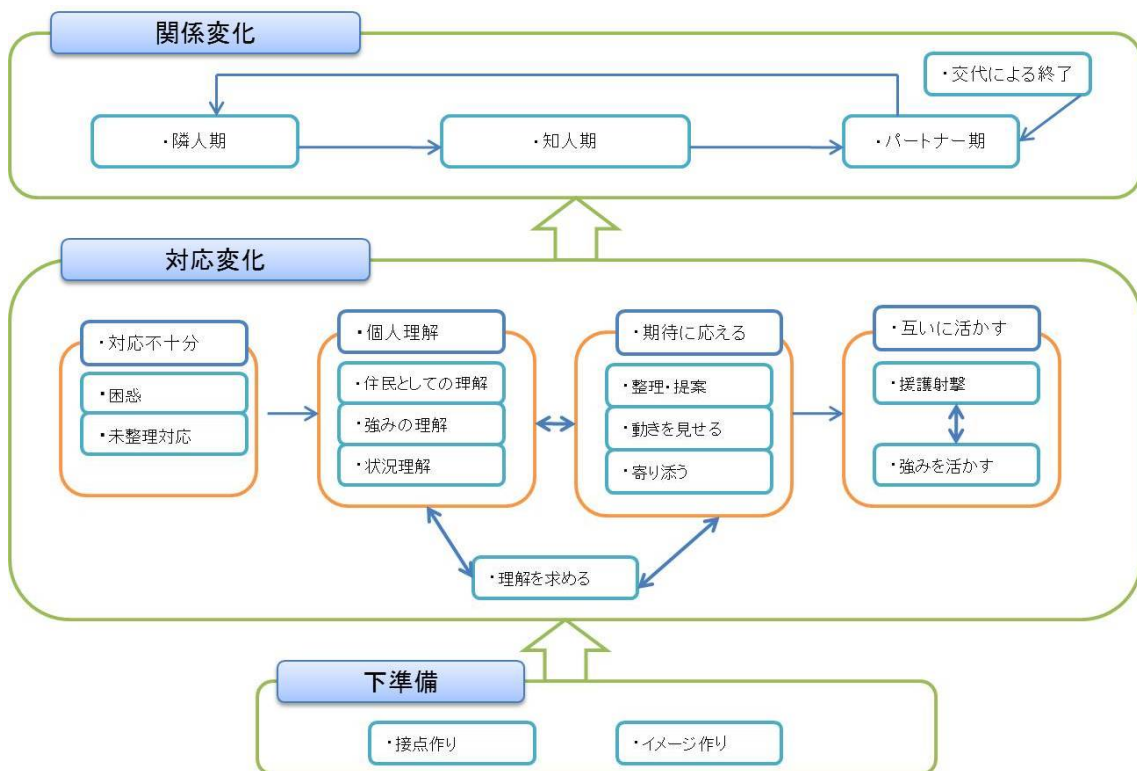 関係変化
・交代による終了
・隣人期
・知人期
・パートナー期
対応変化
・対応不十分
・困惑
・未整理対応
・個人理解
・住民としての理解
・強みの理解
・状況理解
・期待に応える
・整理・提案
・動きを見せる
・寄り添う
・互いに活かす
・援護射撃
・強みを活かす
・理解を求める
下準備
・接点作り
・イメージ作り